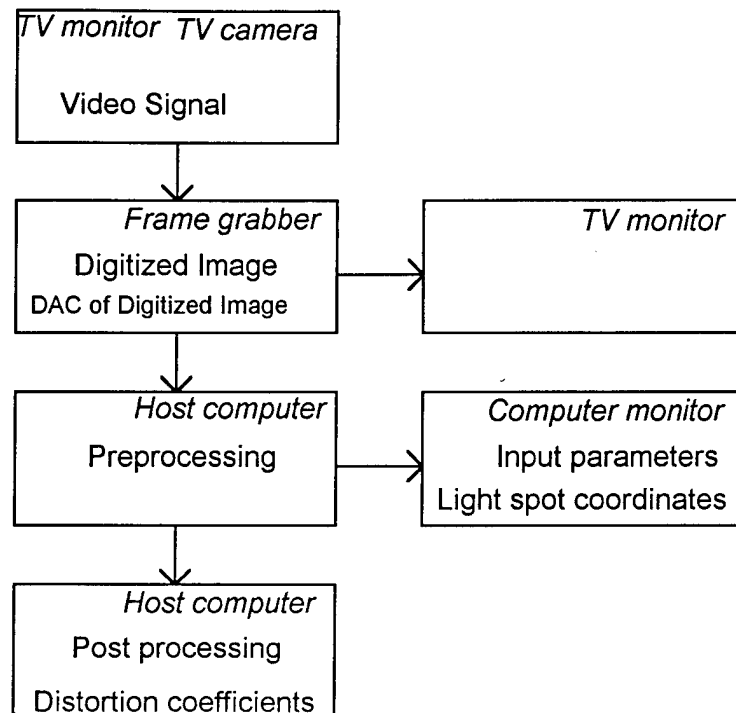 TV monitor TV camera
Video Signal
Frame grabber
Digitized Image
DAC of Digitized Image
TV monitor
Host computer
Preprocessing
Computer monitor
Input parameters
Light spot coordinates
Host computer
Post processing
Distortion coefficients